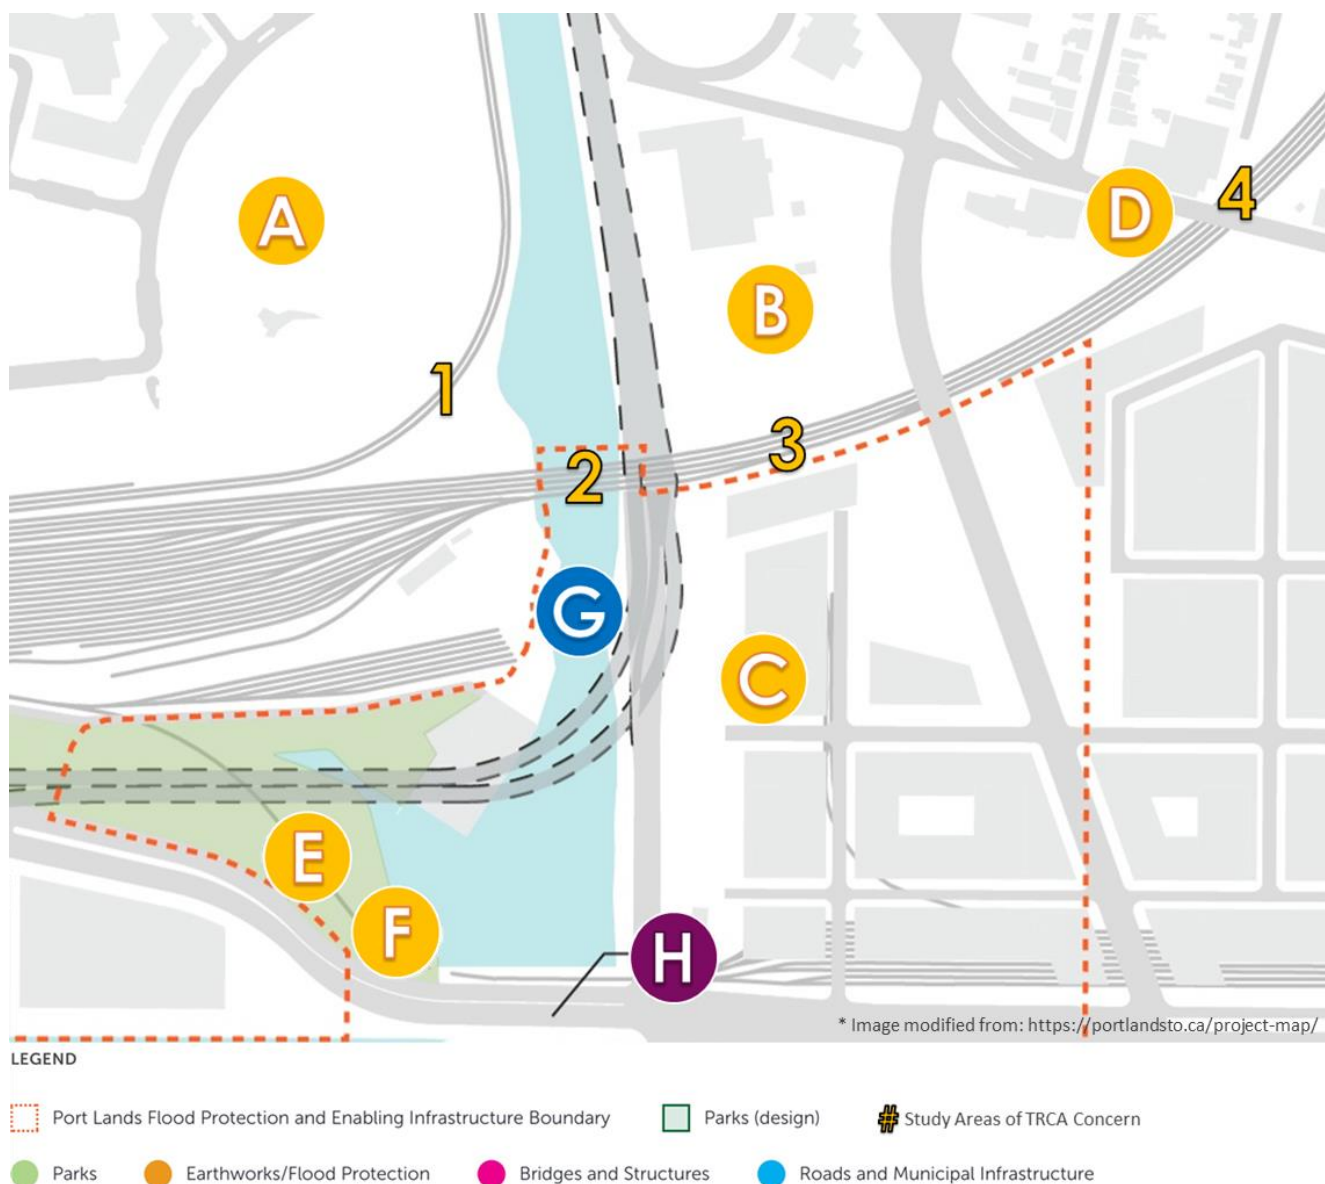 A
B
D
4
1
2
3
G
C
E
F
H
* Image modified from: https://portlandsto.ca/project-map/
LEGEND
Port Lands Flood Protection and Enabling Infrastructure Boundary
Parks (design)
# Study Areas of TRCA Concern
Parks
Earthworks/Flood Protection
Bridges and Structures
Roads and Municipal Infrastructure